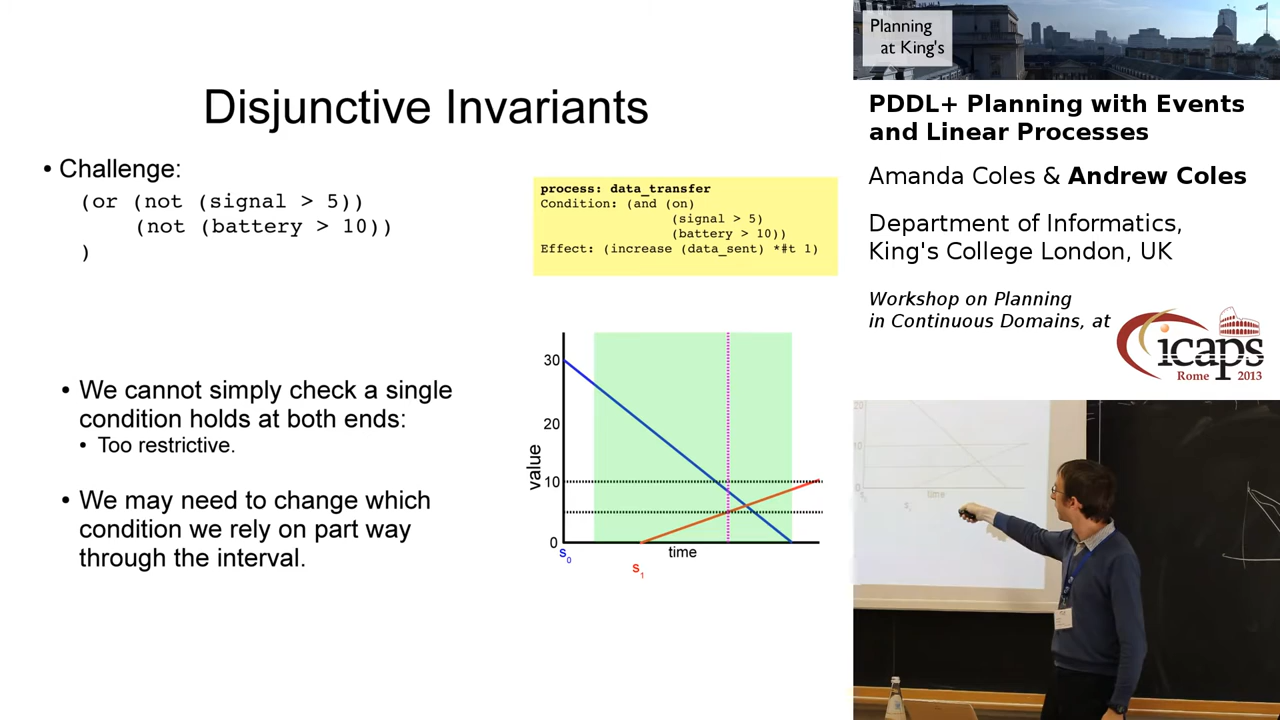 Disjunctive Invariants
• Challenge:
(or (not (signal > 5))
(not (battery > 10))
)
• We cannot simply check a single
condition holds at both ends:
• Too restrictive.
• We may need to change which
condition we rely on part way
through the interval.
process: data_transfer
Condition: (and (on)
(signal > 5)
(battery > 10))
Effect: (increase (data_sent) *#t 1)
30
20
10
0
value
time
s0
s1
Planning
at King's
PDDL+ Planning with Events
and Linear Processes
Amanda Coles & Andrew Coles
Department of Informatics,
King's College London, UK
Workshop on Planning
in Continuous Domains, at
icaps
Rome 2013
10
0
time